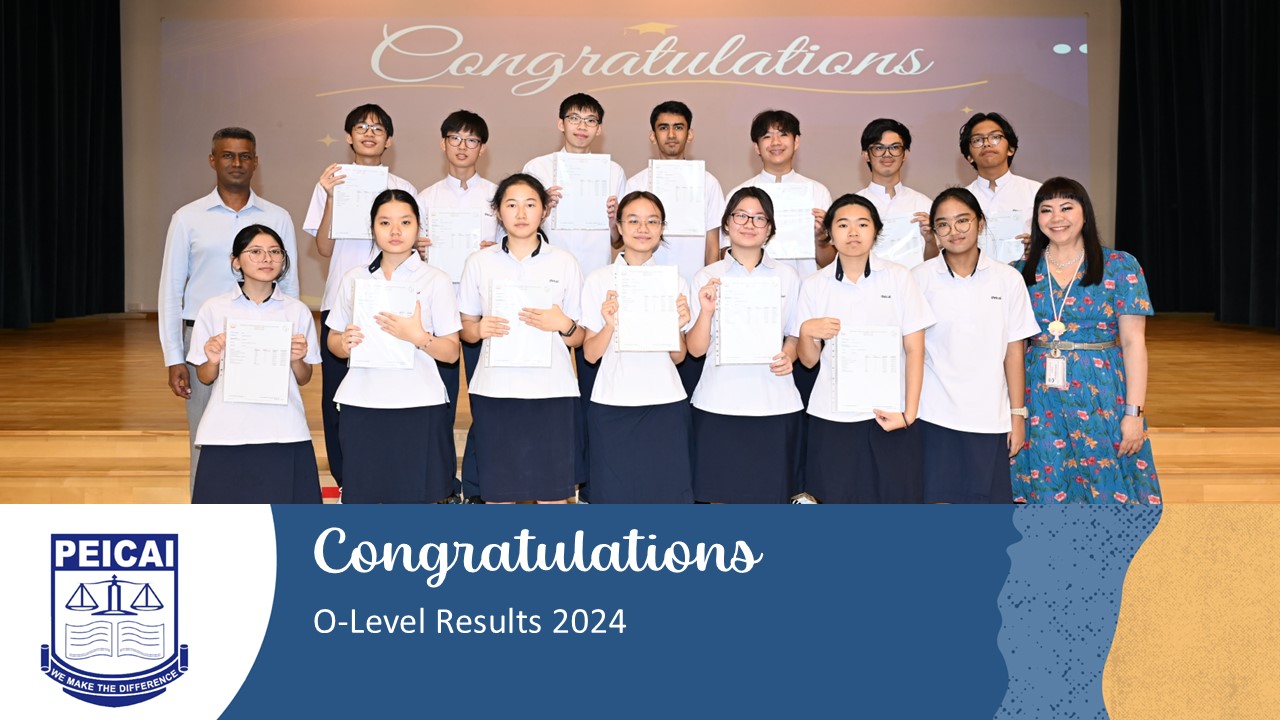 Congratulations
PEICAI
WE MAKE THE DIFFERENCE
Congratulations
O-Level Results 2024